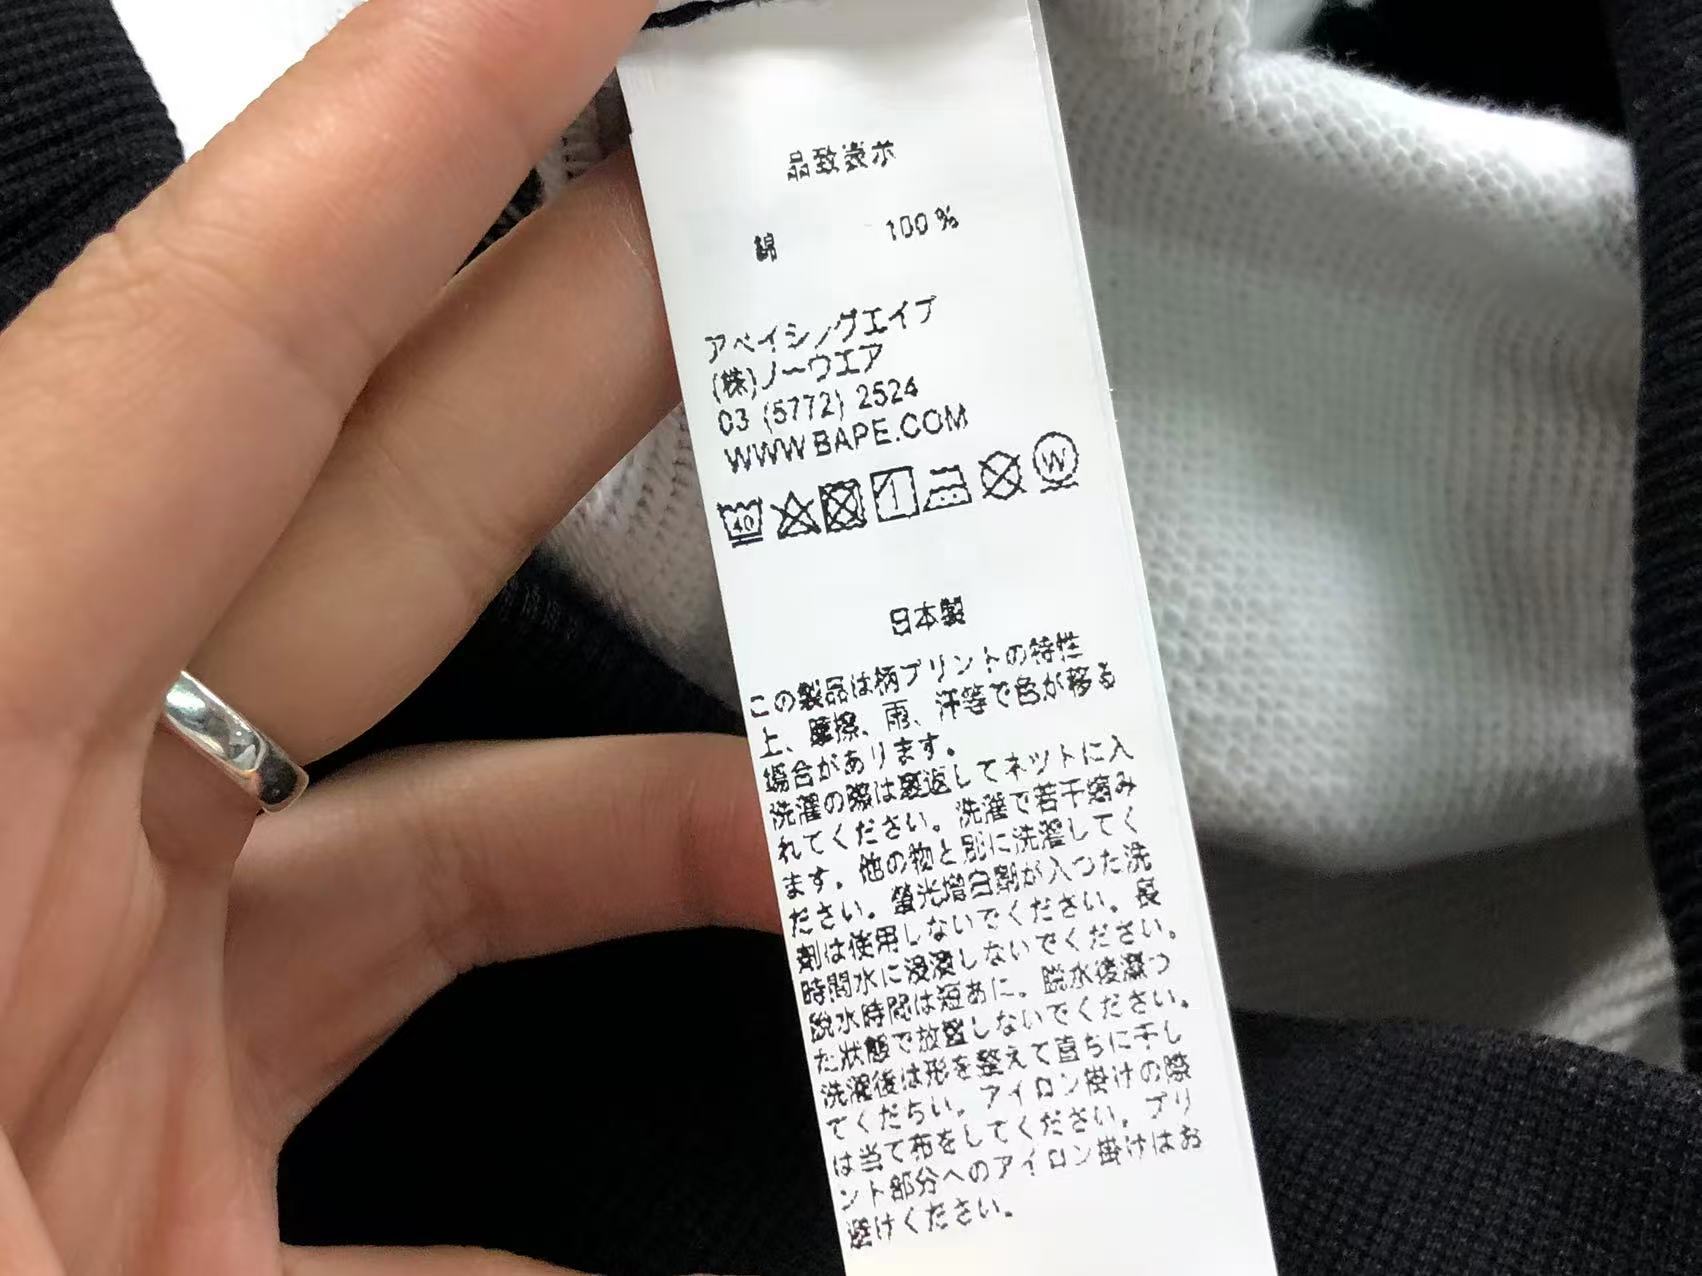 品致表示
綿 100%
アベイシングエイプ
(株)ノーウエア
03 (5772) 2524
WWW.BAPE.COM
40 W
日本製
この製品は柄プリントの特性
上、摩擦、雨、汗等で色が移る
場合があります。
洗濯の際は裏返してネットに入
れてください。洗濯で若干縮み
ます。他の物と別に洗濯してく
ださい。螢光増白剤が入つた洗
剤は使用しないでください。長
時間水に浸漬しないでください。
脱水時間は短めに、脱水後濡つ
た状態で放置しないでください。
洗濯後は形を整えて直ちに干し
てくだちい。アイロン掛けの際
は当て布をしてください。プリ
ント部分へのアイロン掛けはお
避けください。